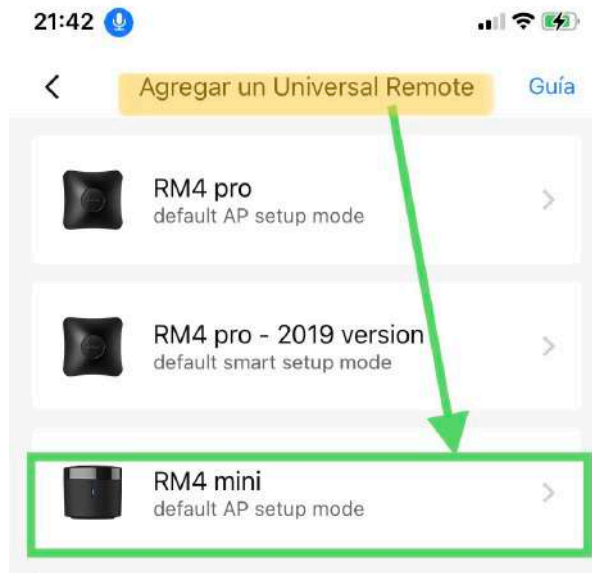 21:42
Agregar un Universal Remote Guía
RM4 pro
default AP setup mode
RM4 pro - 2019 version
default smart setup mode
RM4 mini
default AP setup mode